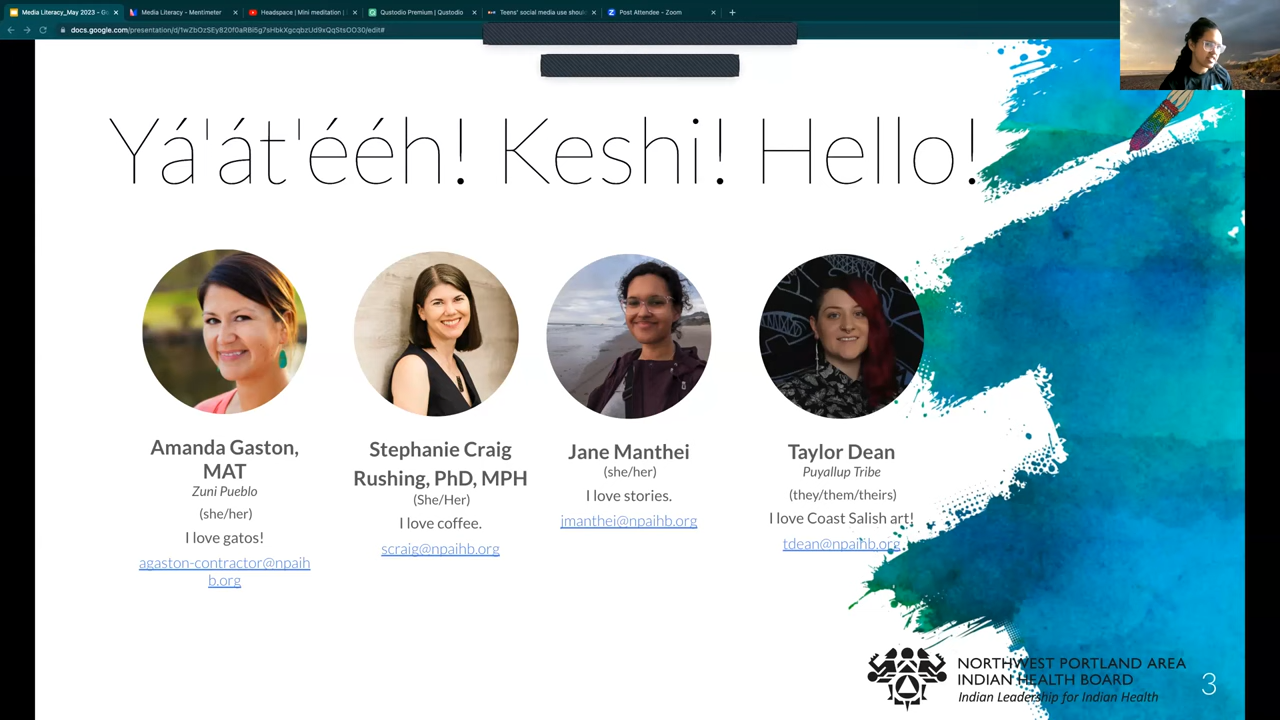 Media Literacy_May 2023 - Go
Media Literacy - Mentimeter
Headspace | Mini meditation |
Qustodio Premium | Qustodio
Teens' social media use shoul
Post Attendee - Zoom
Yá'át'ééh! Keshi! Hello!
Amanda Gaston,
MAT
Zuni Pueblo
(she/her)
I love gatos!
agaston-contractor@npaih
b.org
Stephanie Craig
Rushing, PhD, MPH
(She/Her)
I love coffee.
scraig@npaihb.org
Jane Manthei
(she/her)
I love stories.
jmanthei@npaihb.org
Taylor Dean
Puyallup Tribe
(they/them/theirs)
I love Coast Salish art!
tdean@npaihb.org
NORTHWEST PORTLAND AREA
INDIAN HEALTH BOARD
Indian Leadership for Indian Health
3